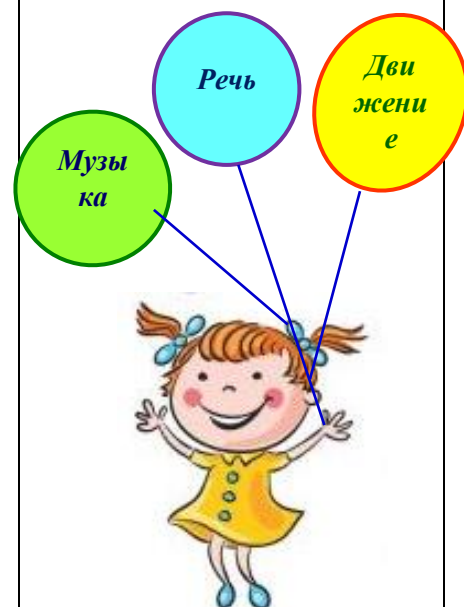 Музы
ка
Речь
Дви
жени
е